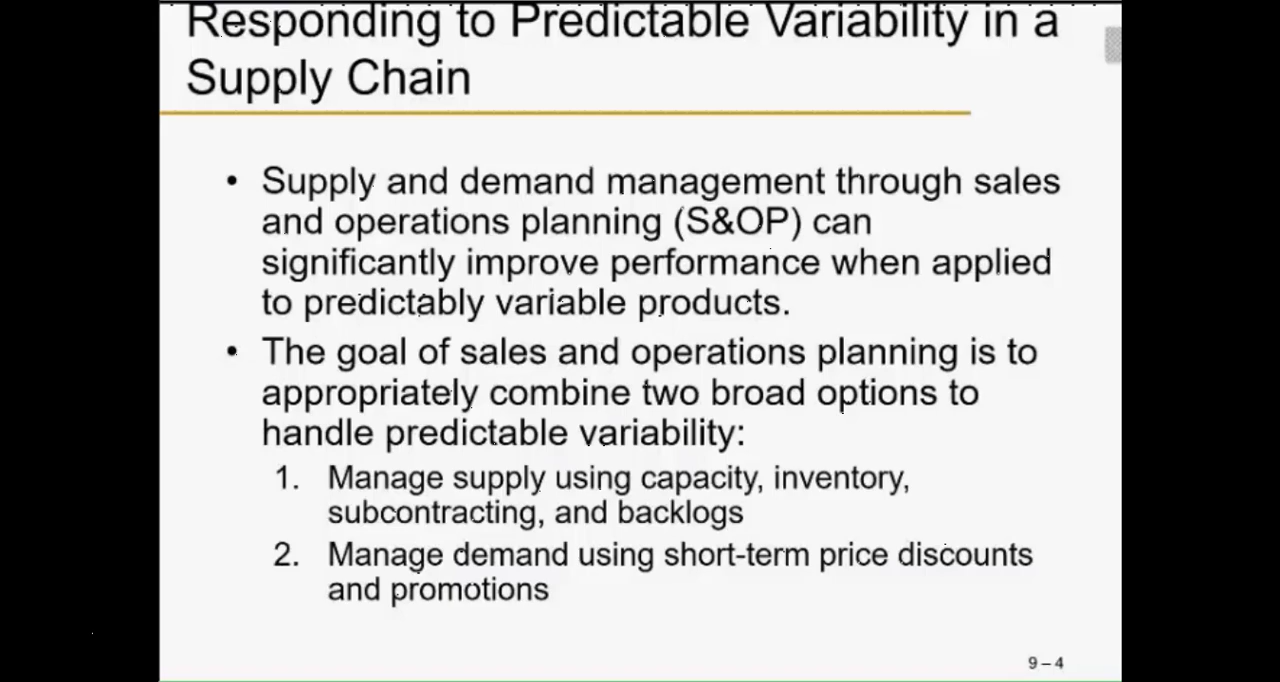 Responding to Predictable Variability in a
Supply Chain
• Supply and demand management through sales
and operations planning (S&OP) can
significantly improve performance when applied
to predictably variable products.
• The goal of sales and operations planning is to
appropriately combine two broad options to
handle predictable variability:
1. Manage supply using capacity, inventory,
subcontracting, and backlogs
2. Manage demand using short-term price discounts
and promotions
9 – 4